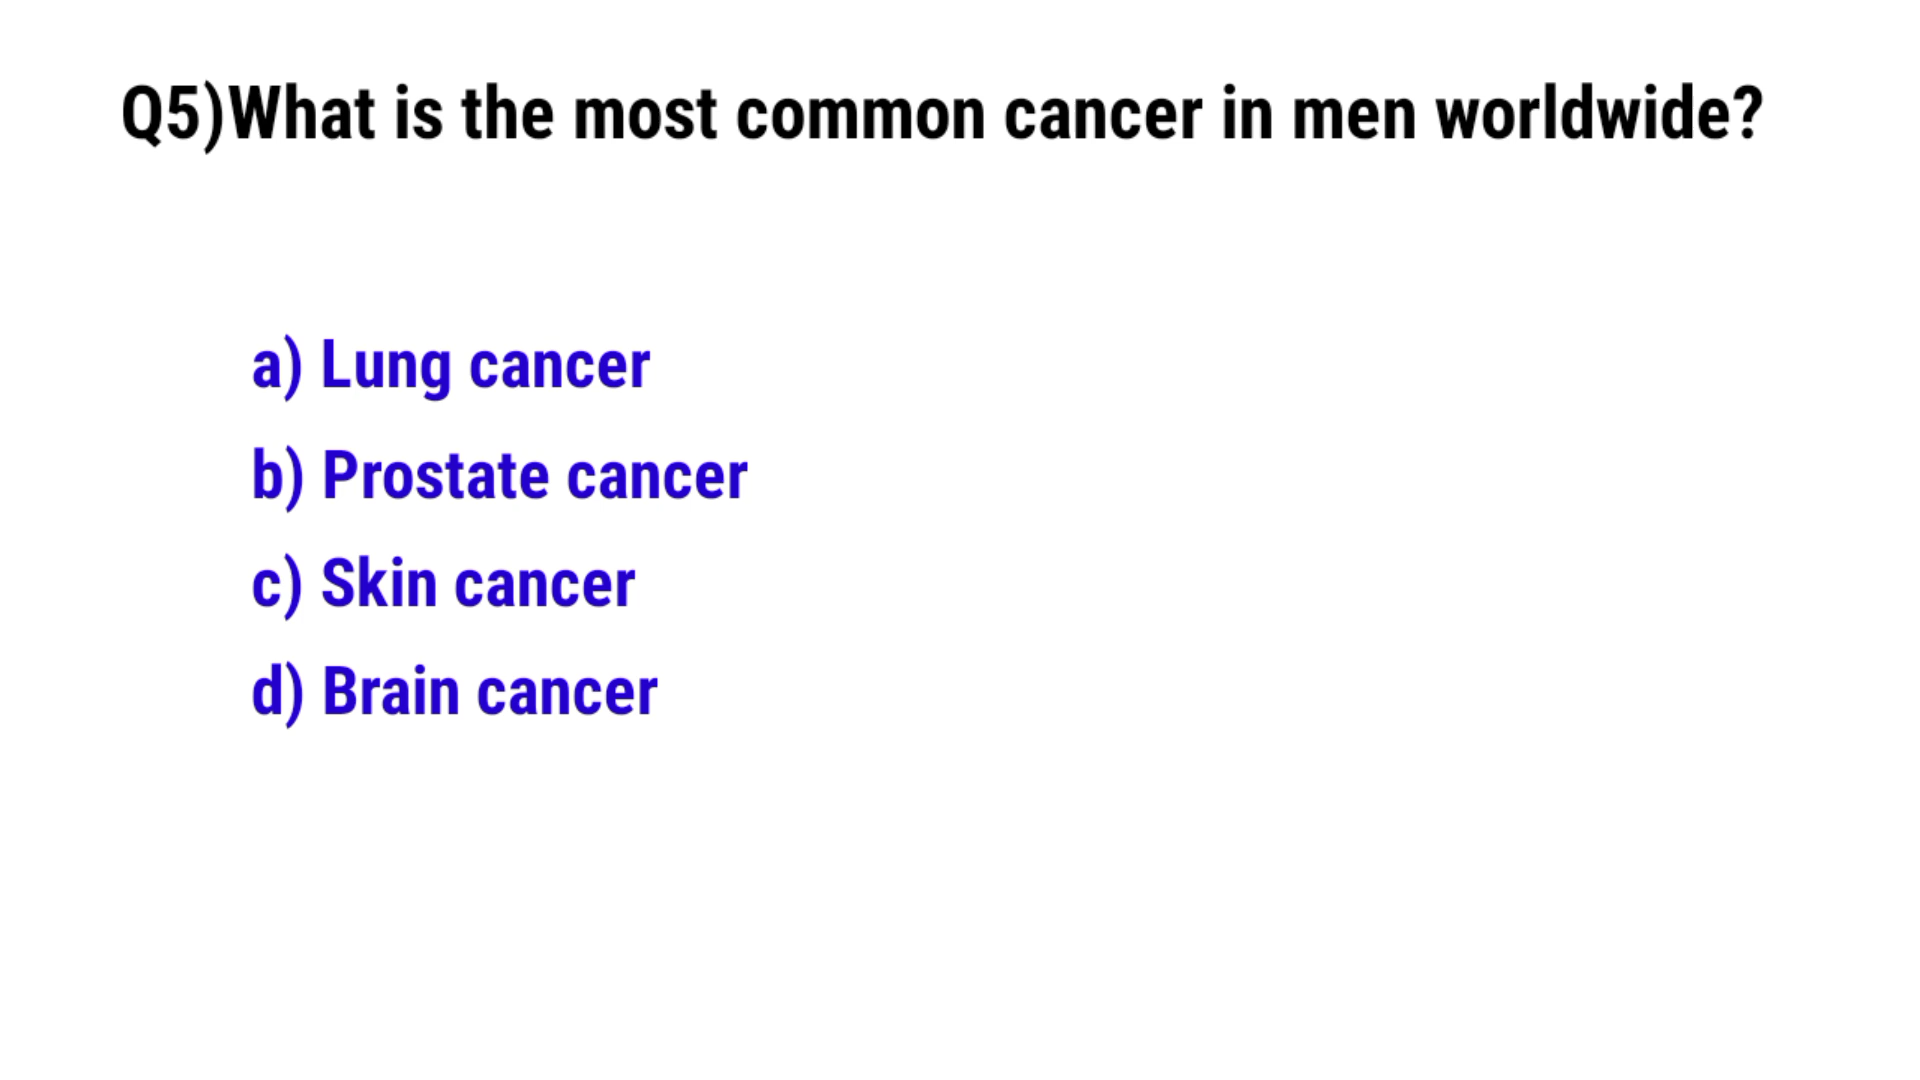 Q5)What is the most common cancer in men worldwide?
a) Lung cancer
b) Prostate cancer
c) Skin cancer
d) Brain cancer